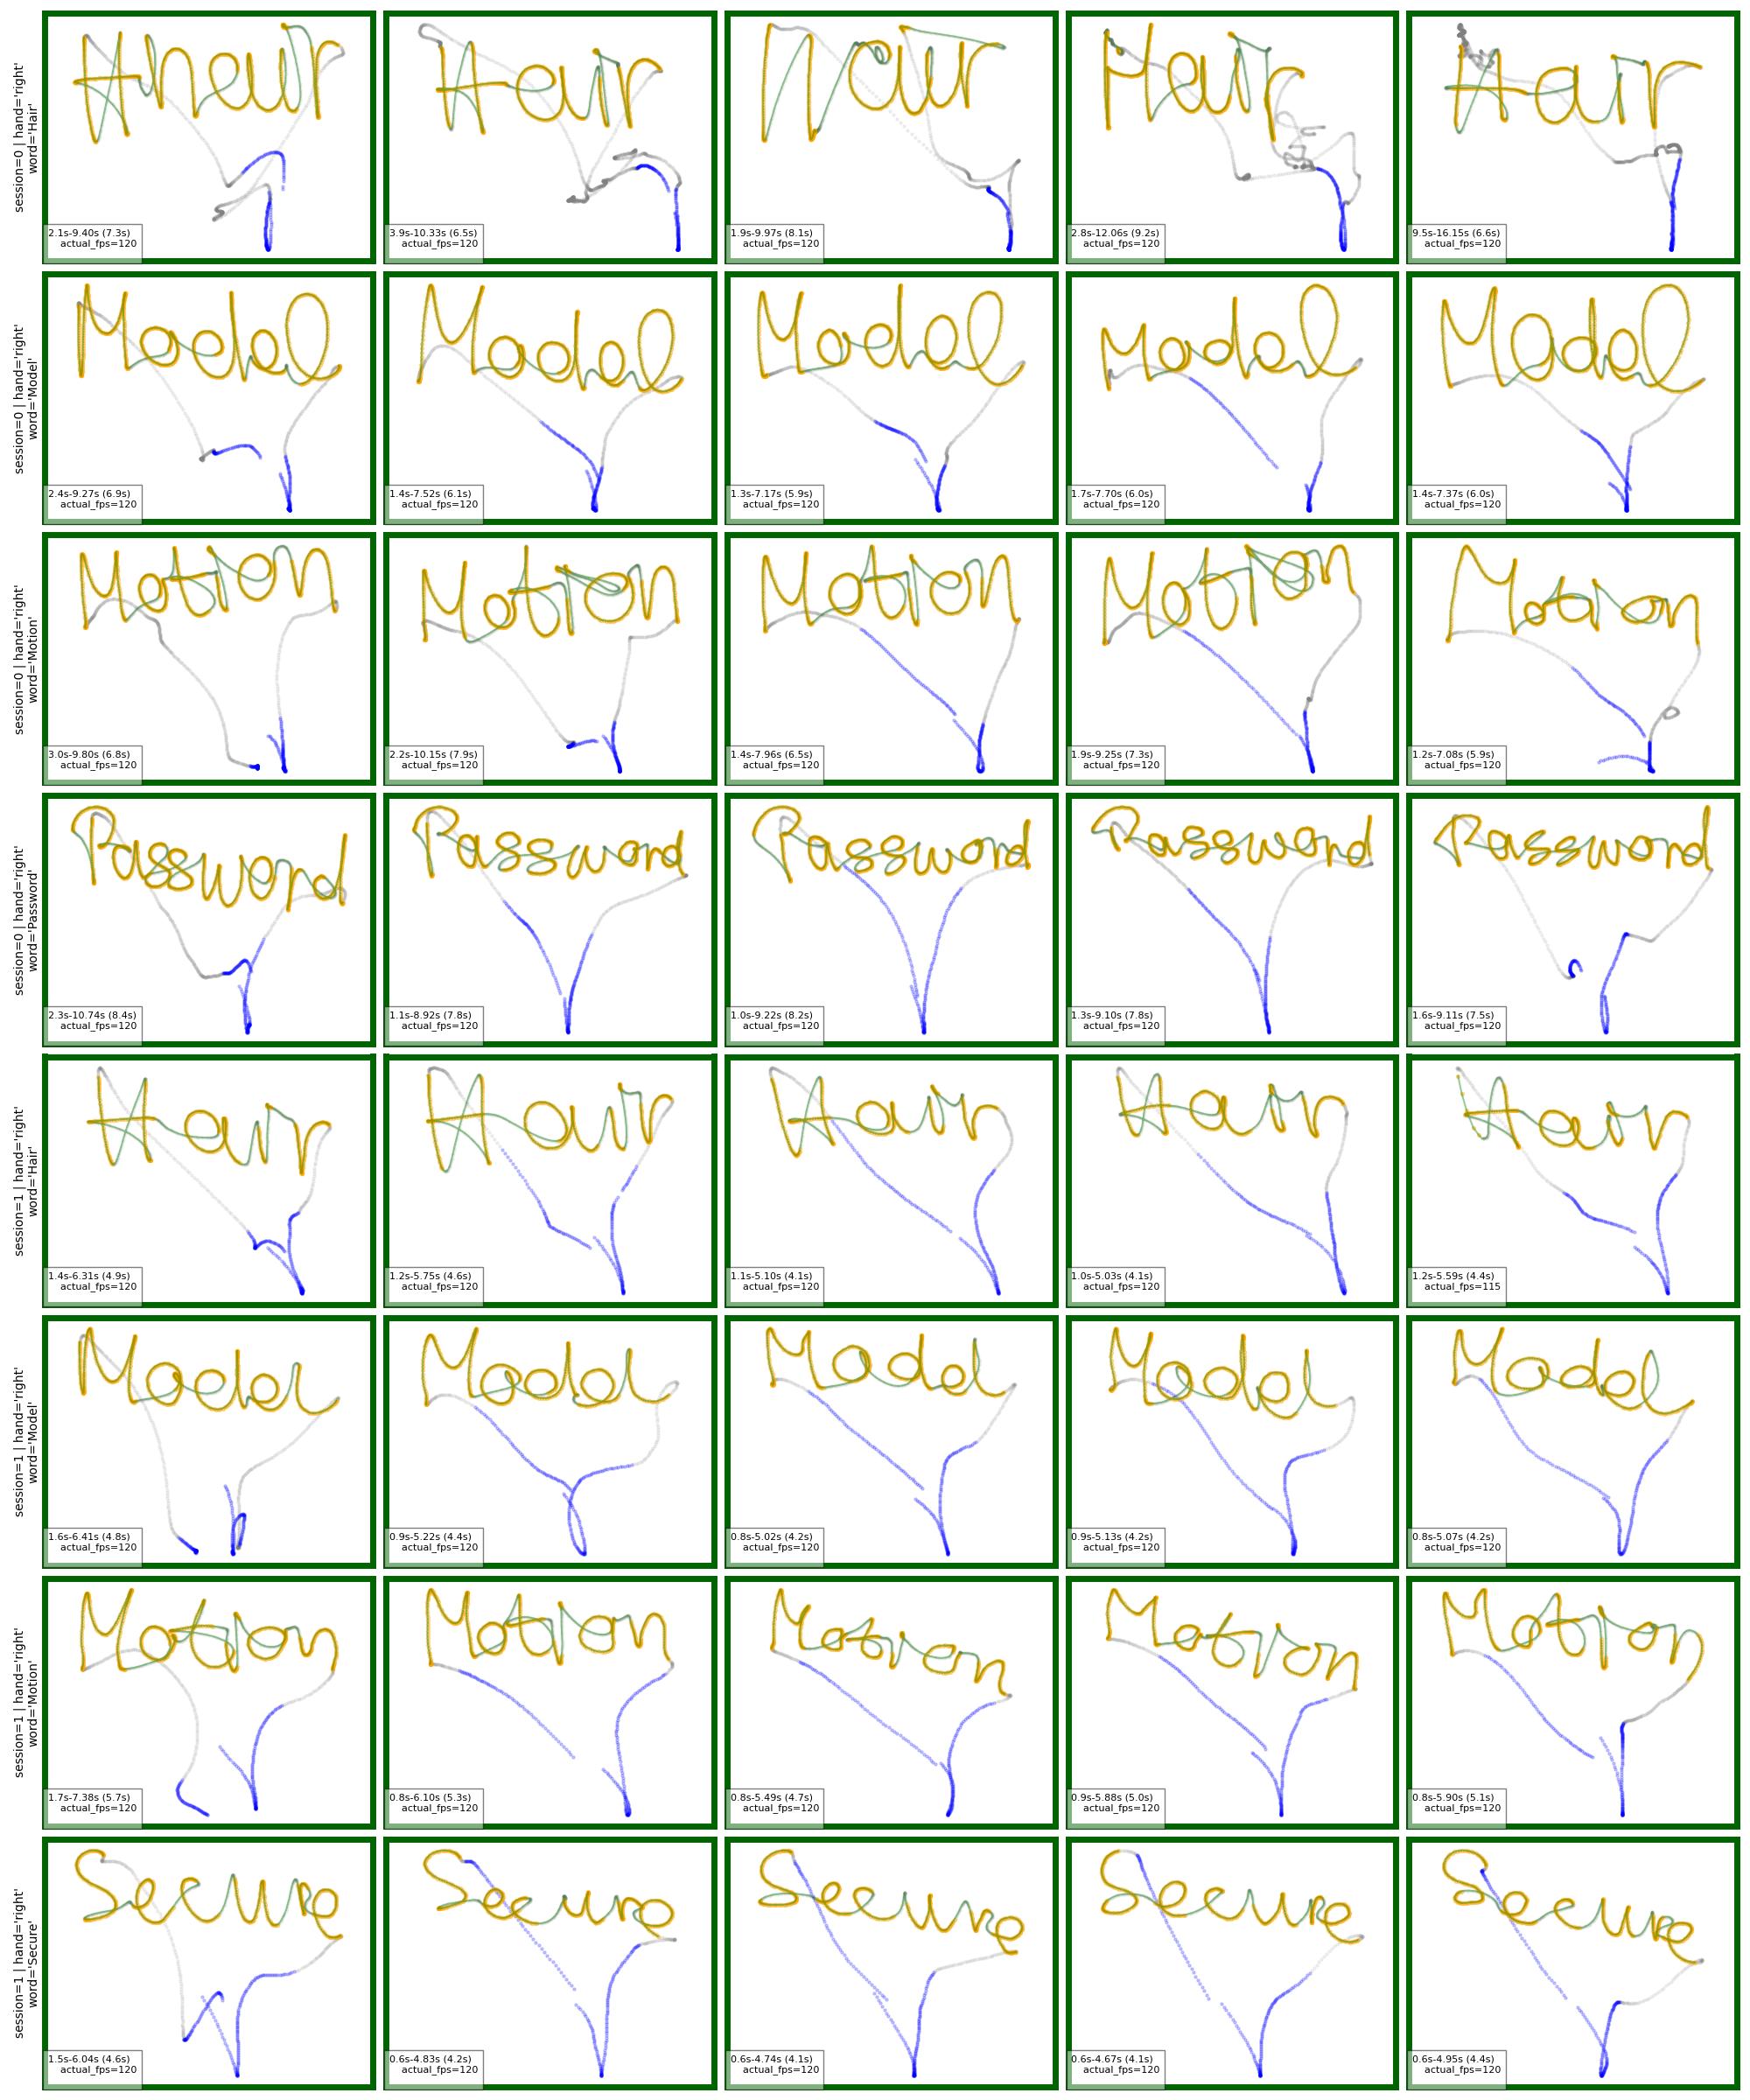 session=0 | hand='right'
word='Hair'
Hair Hair Hair Hair Hair
2.1s-9.40s (7.3s)
actual_fps=120
3.9s-10.33s (6.5s)
actual_fps=120
1.9s-9.97s (8.1s)
actual_fps=120
2.8s-12.06s (9.2s)
actual_fps=120
9.5s-16.15s (6.6s)
actual_fps=120
session=0 | hand='right'
word='Model'
Model Model Model Model Model
2.4s-9.27s (6.9s)
actual_fps=120
1.4s-7.52s (6.1s)
actual_fps=120
1.3s-7.17s (5.9s)
actual_fps=120
1.7s-7.70s (6.0s)
actual_fps=120
1.4s-7.37s (6.0s)
actual_fps=120
session=0 | hand='right'
word='Motion'
Motion Motion Motion Motion Motion
3.0s-9.80s (6.8s)
actual_fps=120
2.2s-10.15s (7.9s)
actual_fps=120
1.4s-7.96s (6.5s)
actual_fps=120
1.9s-9.25s (7.3s)
actual_fps=120
1.2s-7.08s (5.9s)
actual_fps=120
session=0 | hand='right'
word='Password'
Password Password Password Password Password
2.3s-10.74s (8.4s)
actual_fps=120
1.1s-8.92s (7.8s)
actual_fps=120
1.0s-9.22s (8.2s)
actual_fps=120
1.3s-9.10s (7.8s)
actual_fps=120
1.6s-9.11s (7.5s)
actual_fps=120
session=1 | hand='right'
word='Hair'
Hair Hair Hair Hair Hair
1.4s-6.31s (4.9s)
actual_fps=120
1.2s-5.75s (4.6s)
actual_fps=120
1.1s-5.10s (4.1s)
actual_fps=120
1.0s-5.03s (4.1s)
actual_fps=120
1.2s-5.59s (4.4s)
actual_fps=115
session=1 | hand='right'
word='Model'
Model Model Model Model Model
1.6s-6.41s (4.8s)
actual_fps=120
0.9s-5.22s (4.4s)
actual_fps=120
0.8s-5.02s (4.2s)
actual_fps=120
0.9s-5.13s (4.2s)
actual_fps=120
0.8s-5.07s (4.2s)
actual_fps=120
session=1 | hand='right'
word='Motion'
Motion Motion Motion Motion Motion
1.7s-7.38s (5.7s)
actual_fps=120
0.8s-6.10s (5.3s)
actual_fps=120
0.8s-5.49s (4.7s)
actual_fps=120
0.9s-5.88s (5.0s)
actual_fps=120
0.8s-5.90s (5.1s)
actual_fps=120
session=1 | hand='right'
word='Secure'
Secure Secure Secure Secure Secure
1.5s-6.04s (4.6s)
actual_fps=120
0.6s-4.83s (4.2s)
actual_fps=120
0.6s-4.74s (4.1s)
actual_fps=120
0.6s-4.67s (4.1s)
actual_fps=120
0.6s-4.95s (4.4s)
actual_fps=120